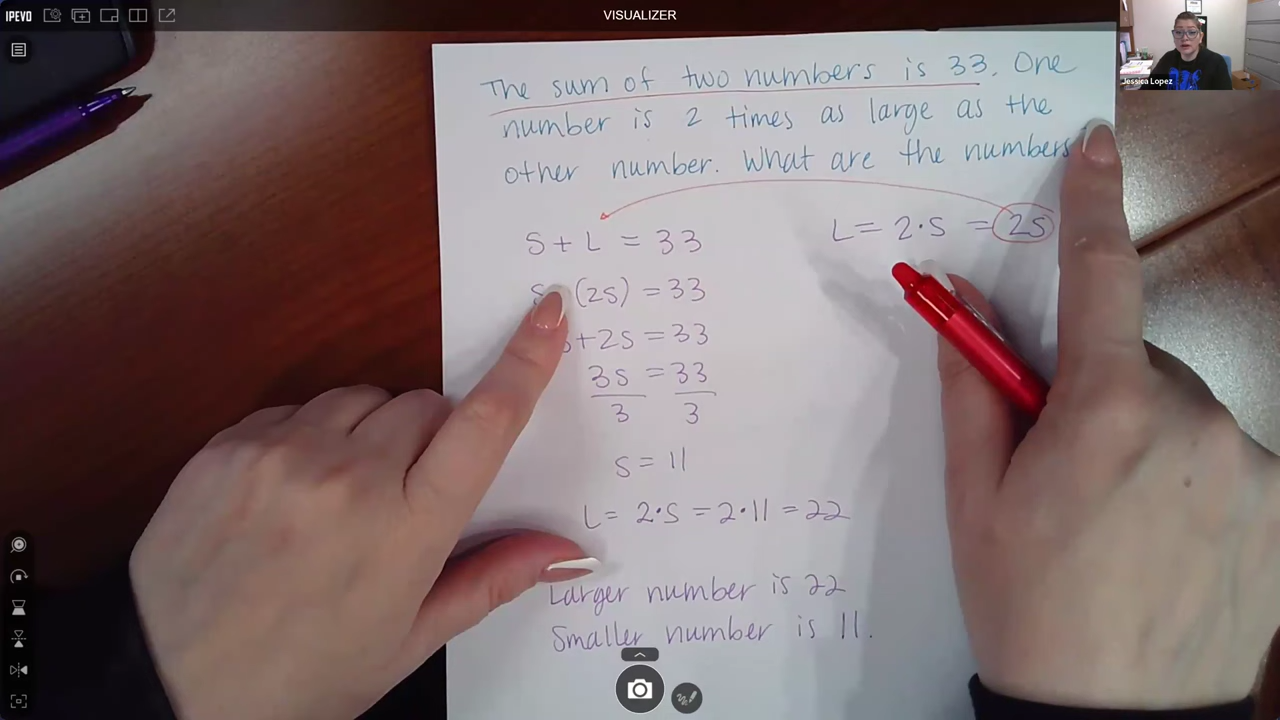 IPEVO
VISUALIZER
Jessica Lopez
The sum of two numbers is 33. One
number is 2 times as large as the
other number. What are the numbers
S + L = 33
L = 2·S = 2S
S (2S) = 33
S + 2S = 33
3S = 33
3 3
S = 11
L = 2·S = 2·11 = 22
Larger number is 22
Smaller number is 11.